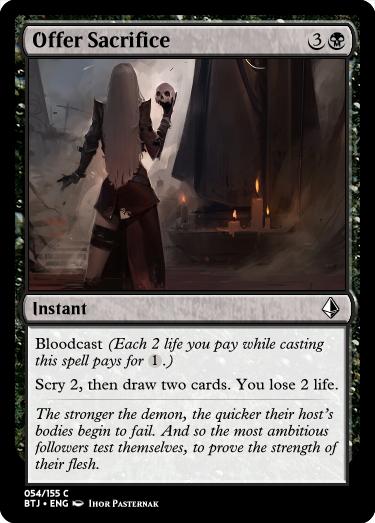 Offer Sacrifice 3
Instant
Bloodcast (Each 2 life you pay while casting
this spell pays for 1.)
Scry 2, then draw two cards. You lose 2 life.
The stronger the demon, the quicker their host's
bodies begin to fail. And so the most ambitious
followers test themselves, to prove the strength of
their flesh.
054/155 C
BTJ • ENG Ihor Pasternak